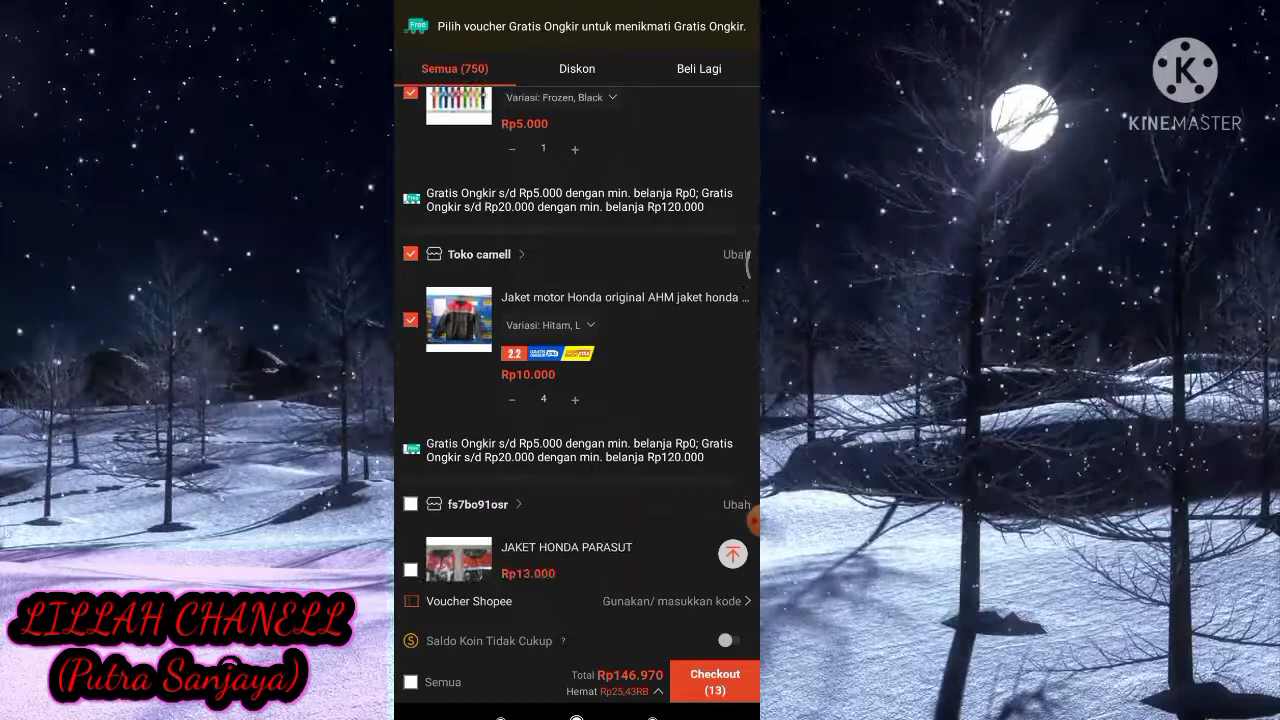 Free
Pilih voucher Gratis Ongkir untuk menikmati Gratis Ongkir.
Semua (750)
Diskon
Beli Lagi
Variasi: Frozen, Black
Rp5.000
− 1 +
Gratis Ongkir s/d Rp5.000 dengan min. belanja Rp0; Gratis
Ongkir s/d Rp20.000 dengan min. belanja Rp120.000
Toko camell
Ubah
Jaket motor Honda original AHM jaket honda ...
Variasi: Hitam, L
2.2
Rp10.000
− 4 +
Gratis Ongkir s/d Rp5.000 dengan min. belanja Rp0; Gratis
Ongkir s/d Rp20.000 dengan min. belanja Rp120.000
fs7bo91osr
Ubah
JAKET HONDA PARASUT
Rp13.000
Voucher Shopee
Gunakan/ masukkan kode
S
Saldo Koin Tidak Cukup ?
Semua
Total Rp146.970
Hemat Rp25,43RB
Checkout
(13)
K
KINEMASTER
LILLAH CHANELL
(Putra Sanjaya)